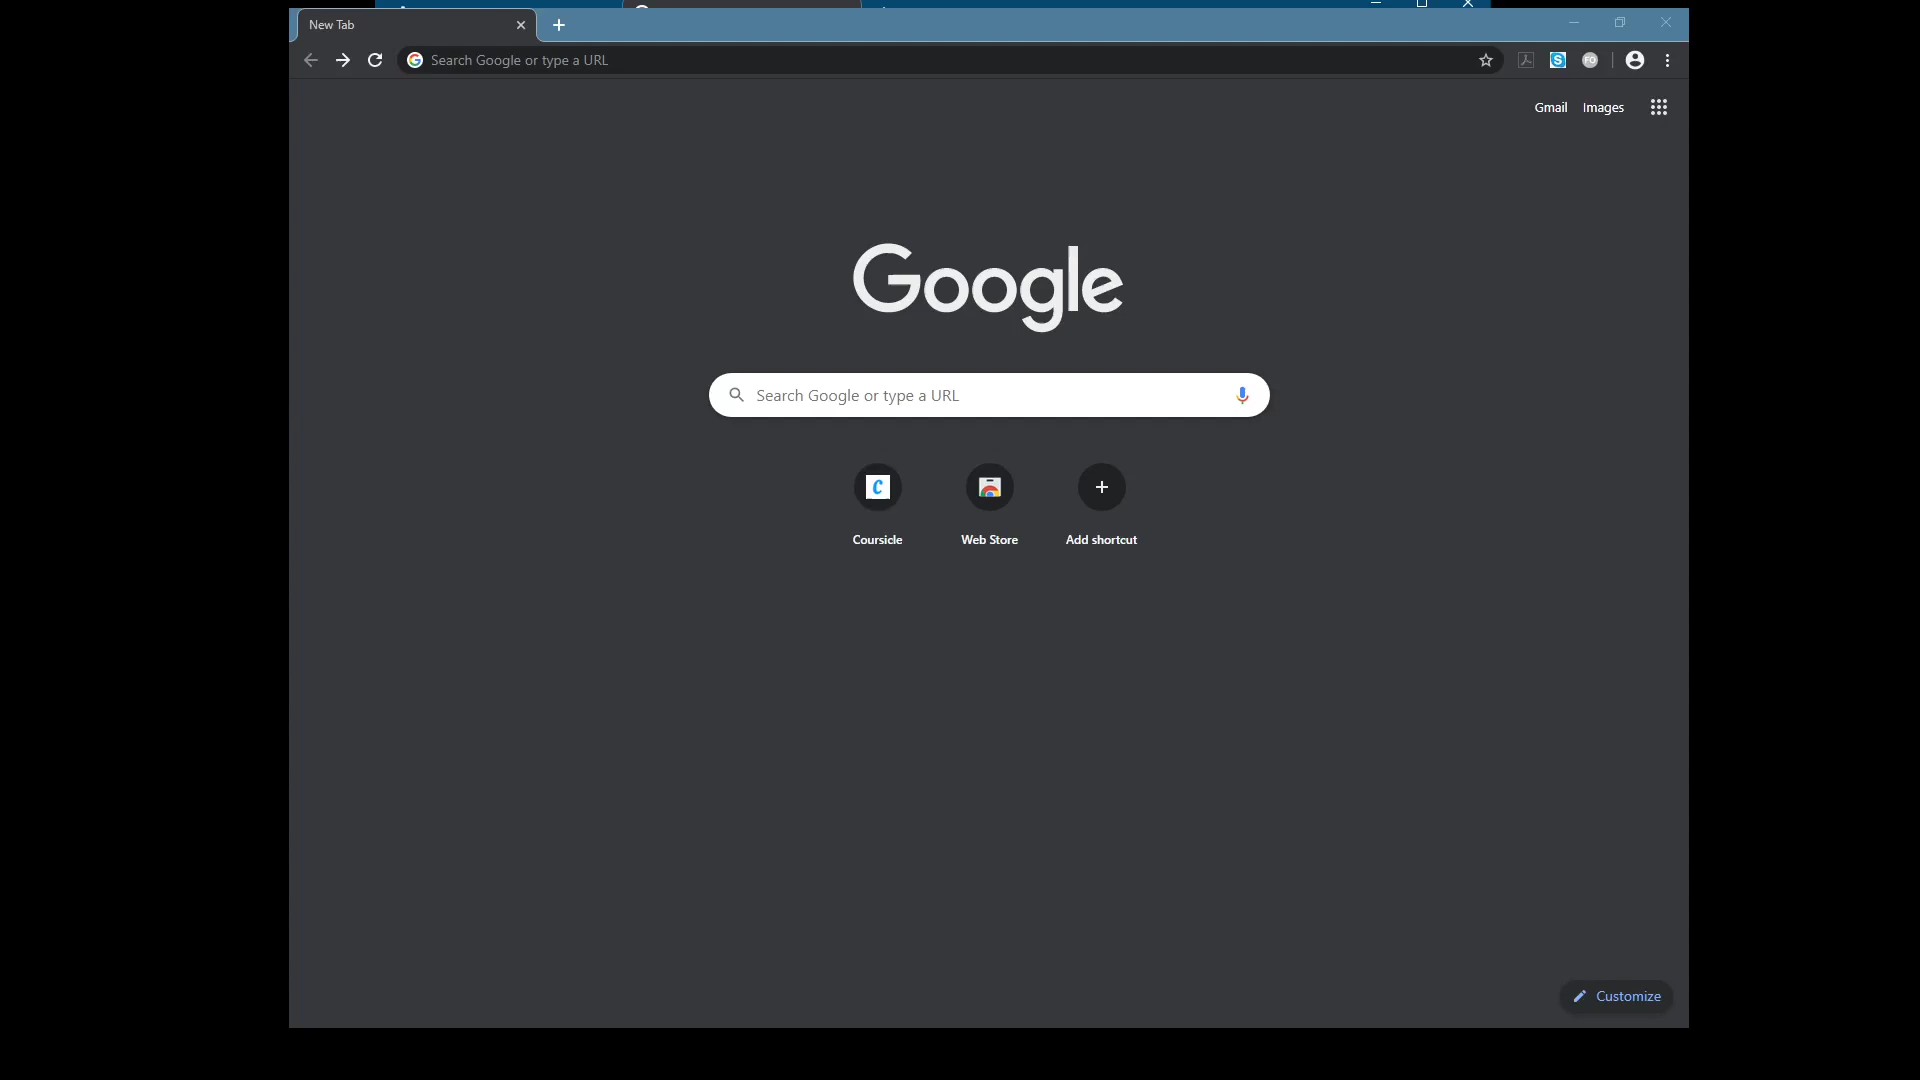 New Tab
Search Google or type a URL
S
FO
Gmail
Images
Google
Search Google or type a URL
C
Coursicle
Web Store
Add shortcut
Customize